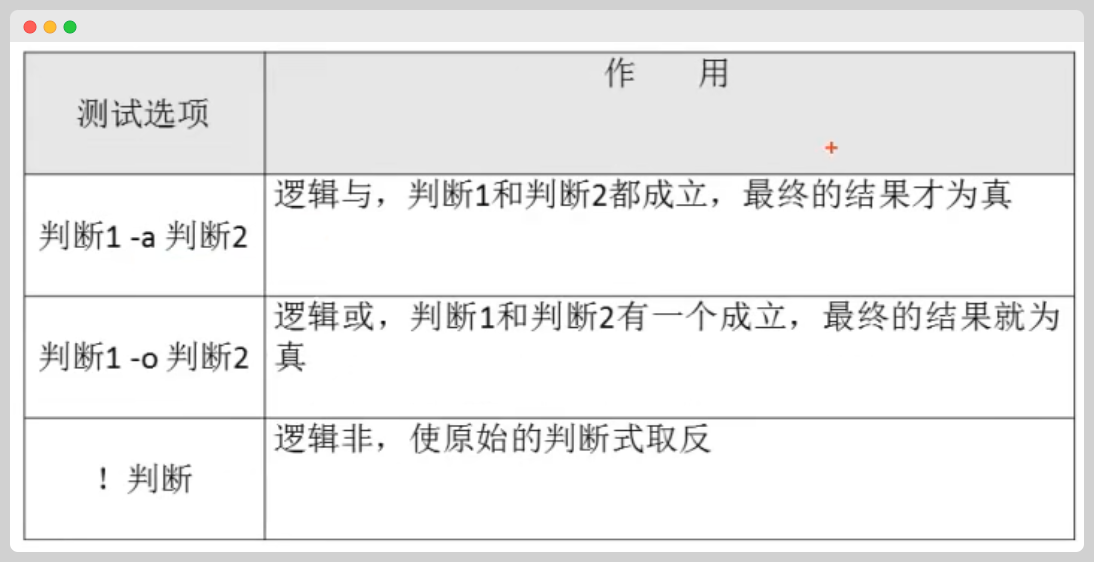 测试选项
作 用
判断1 -a 判断2
逻辑与，判断1和判断2都成立，最终的结果才为真
判断1 -o 判断2
逻辑或，判断1和判断2有一个成立，最终的结果就为
真
！判断
逻辑非，使原始的判断式取反